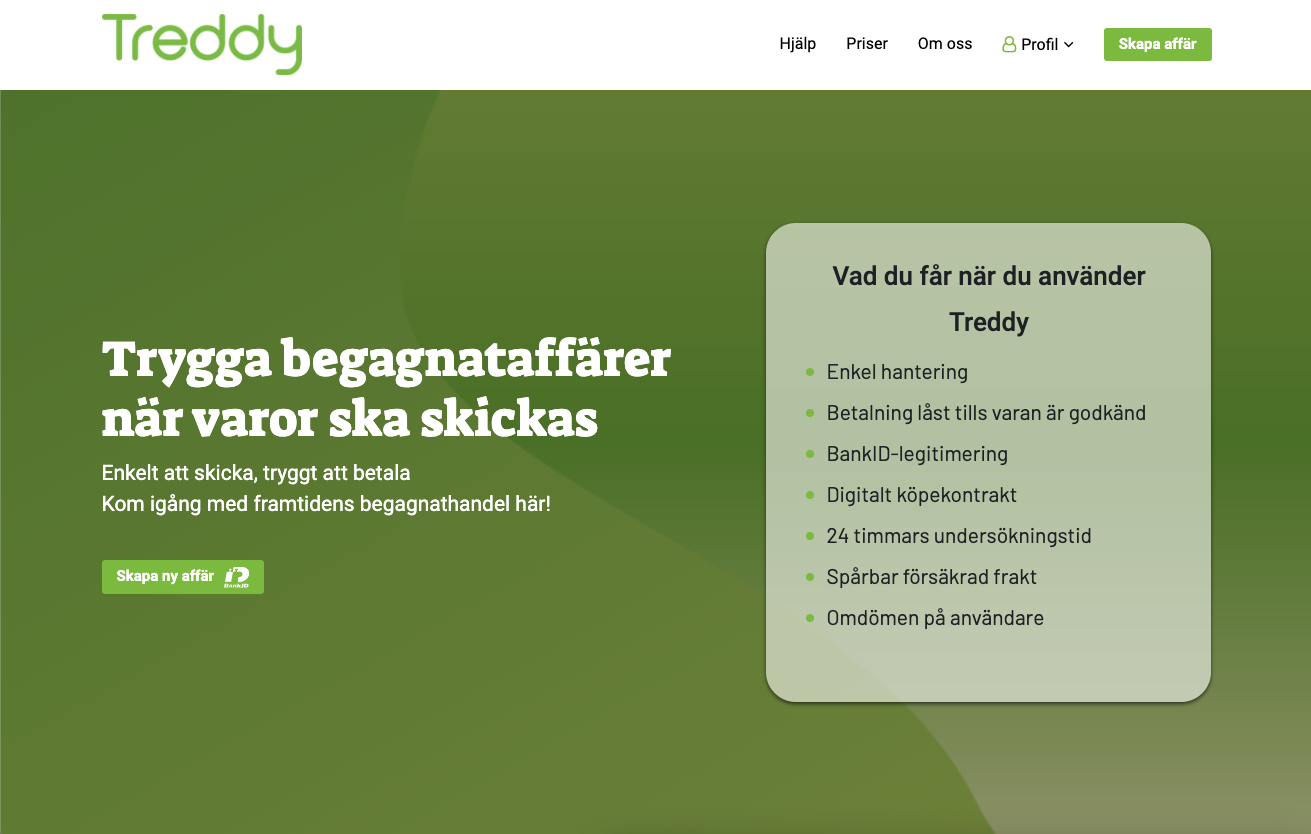 Treddy
Hjälp
Priser
Om oss
Profil
Skapa affär
Trygga begagnataffärer
när varor ska skickas
Enkelt att skicka, tryggt att betala
Kom igång med framtidens begagnathandel här!
Skapa ny affär
BankID
Vad du får när du använder
Treddy
Enkel hantering
Betalning låst tills varan är godkänd
BankID-legitimering
Digitalt köpekontrakt
24 timmars undersökningstid
Spårbar försäkrad frakt
Omdömen på användare